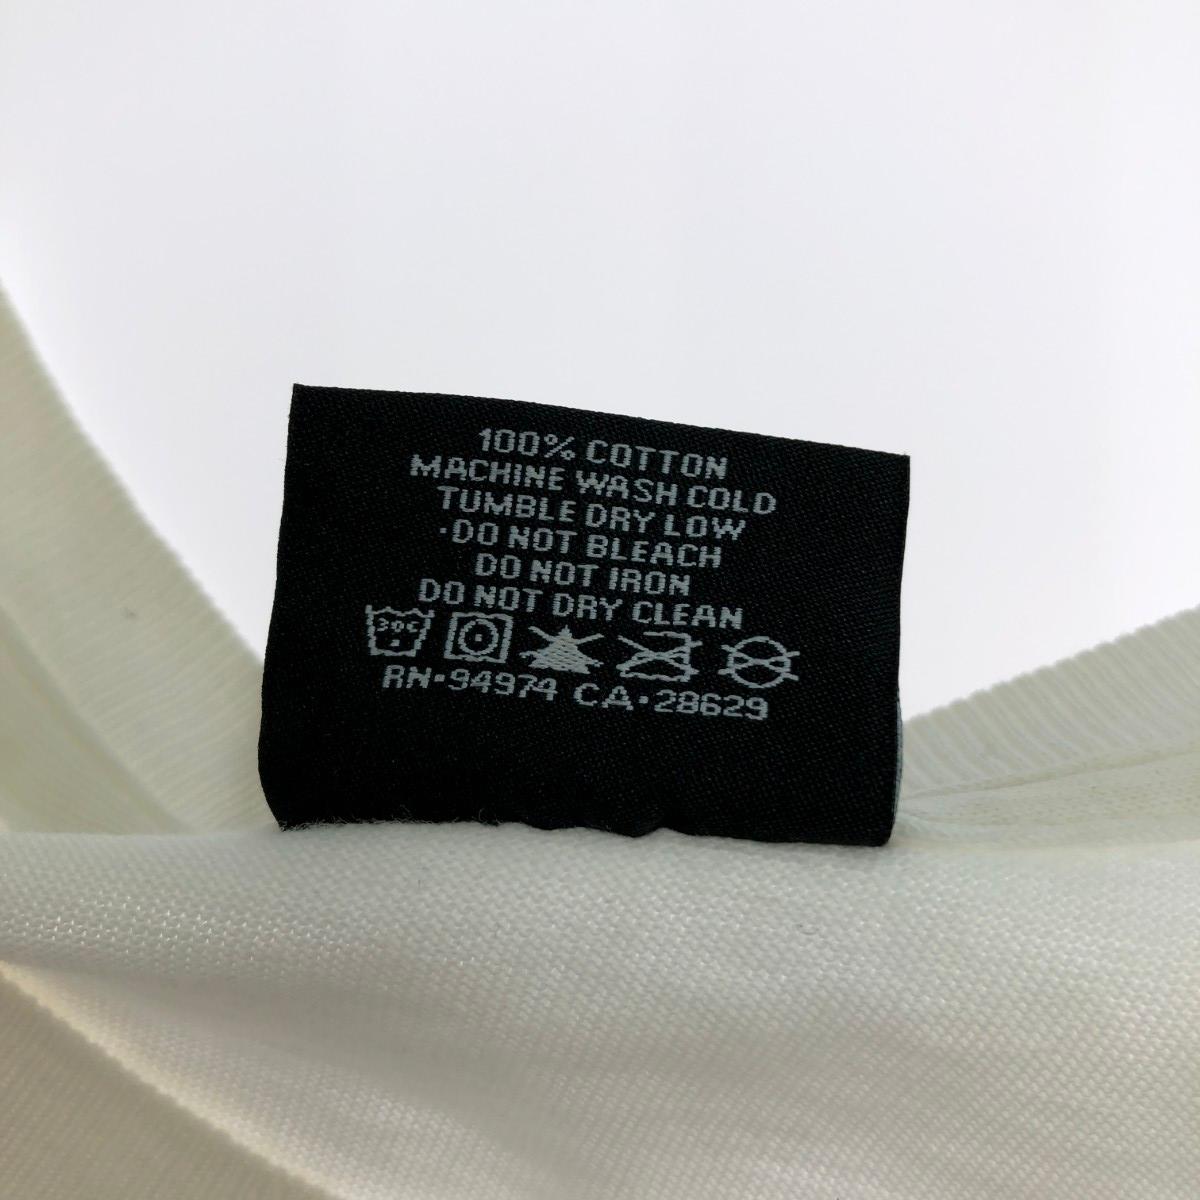 100% COTTON
MACHINE WASH COLD
TUMBLE DRY LOW
·DO NOT BLEACH
DO NOT IRON
DO NOT DRY CLEAN
30C
RN·94974 CA·28629